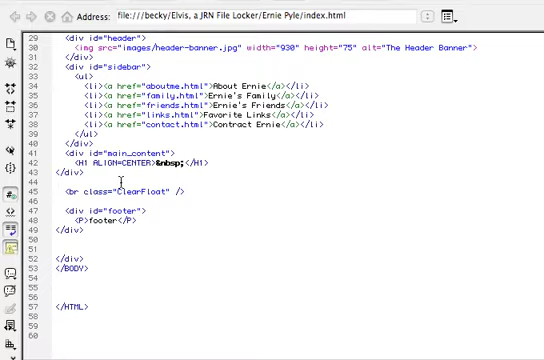 Address: file:///becky/Elvis, a JRN File Locker/Ernie Pyle/index.html
29 <div id="header">
30 <img src="images/header-banner.jpg" width="930" height="75" alt="The Header Banner">
31 </div>
32 <div id="sidebar">
33 <ul>
34 <li><a href="aboutme.html">About Ernie</a></li>
35 <li><a href="family.html">Ernie's Family</a></li>
36 <li><a href="friends.html">Ernie's Friends</a></li>
37 <li><a href="links.html">Favorite Links</a></li>
38 <li><a href="contact.html">Contract Ernie</a></li>
39 </ul>
40 </div>
41 <div id="main_content">
42 <H1 ALIGN=CENTER>&nbsp;</H1>
43 </div>
44
45 <br class="ClearFloat" />
46
47 <div id="footer">
48 <P>footer</P>
49 </div>
50
51
52 </div>
53 </BODY>
54
55
56
57 </HTML>
58
59
60